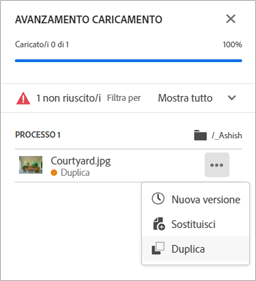 AVANZAMENTO CARICAMENTO
Caricato/i 0 di 1 100%
1 non riuscito/i Filtra per Mostra tutto
PROCESSO 1 /_Ashish
Courtyard.jpg
Duplica
Nuova versione
Sostituisci
Duplica